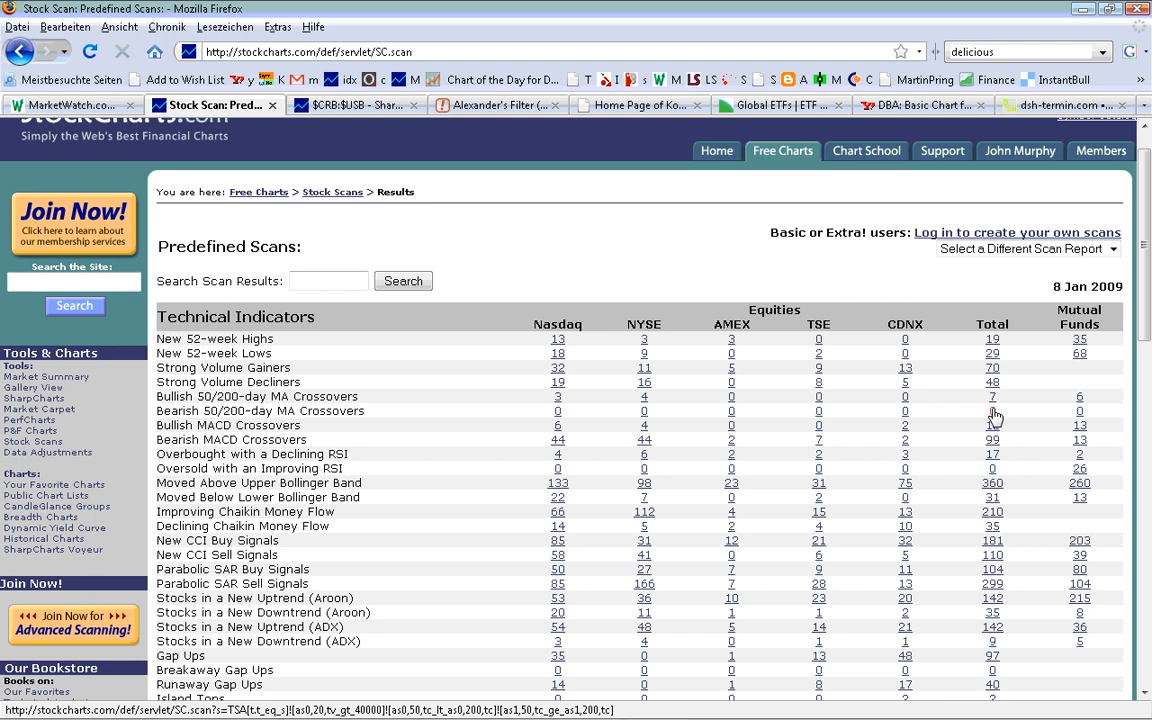 Stock Scan: Predefined Scans: - Mozilla Firefox
Datei Bearbeiten Ansicht Chronik Lesezeichen Extras Hilfe
http://stockcharts.com/def/servlet/SC.scan
delicious
Meistbesuchte Seiten Add to Wish List y K M m idx O c M Chart of the Day for D... T I s W M LS LS S S A M C MartinPring Finance InstantBull »
MarketWatch.co... Stock Scan: Pred... $CRB:$USB - Shar... Alexander's Filter (... Home Page of Ko... Global ETFs | ETF ... DBA: Basic Chart f... dsh-termin.com •...
StockCharts.com
Simply the Web's Best Financial Charts
Home Free Charts Chart School Support John Murphy Members
You are here: Free Charts > Stock Scans > Results
Join Now!
Click here to learn about
our membership services
Basic or Extra! users: Log in to create your own scans
Predefined Scans:
Select a Different Scan Report
Search the Site:
Search Scan Results: Search
8 Jan 2009
Search
Technical Indicators Nasdaq NYSE Equities AMEX TSE CDNX Total Mutual Funds
New 52-week Highs 13 3 3 0 0 19 35
New 52-week Lows 18 9 0 2 0 29 68
Strong Volume Gainers 32 11 5 9 13 70
Strong Volume Decliners 19 16 0 8 5 48
Bullish 50/200-day MA Crossovers 3 4 0 0 0 7 6
Bearish 50/200-day MA Crossovers 0 0 0 0 0 0
Bullish MACD Crossovers 6 4 0 0 2 13
Bearish MACD Crossovers 44 44 2 7 2 99 13
Overbought with a Declining RSI 4 6 2 2 3 17 2
Oversold with an Improving RSI 0 0 0 0 0 0 26
Moved Above Upper Bollinger Band 133 98 23 31 75 360 260
Moved Below Lower Bollinger Band 22 7 0 2 0 31 13
Improving Chaikin Money Flow 66 112 4 15 13 210
Declining Chaikin Money Flow 14 5 2 4 10 35
New CCI Buy Signals 85 31 12 21 32 181 203
New CCI Sell Signals 58 41 0 6 5 110 39
Parabolic SAR Buy Signals 50 27 7 9 11 104 80
Parabolic SAR Sell Signals 85 166 7 28 13 299 104
Stocks in a New Uptrend (Aroon) 53 36 10 23 20 142 215
Stocks in a New Downtrend (Aroon) 20 11 1 1 2 35 8
Stocks in a New Uptrend (ADX) 54 48 5 14 21 142 36
Stocks in a New Downtrend (ADX) 3 4 0 1 1 9 5
Gap Ups 35 0 1 13 48 97
Breakaway Gap Ups 0 0 0 0 0 0
Runaway Gap Ups 14 0 1 8 17 40
Island Tops
Tools & Charts
Tools:
Market Summary
Gallery View
SharpCharts
Market Carpet
PerfCharts
P&F Charts
Stock Scans
Data Adjustments
Charts:
Your Favorite Charts
Public Chart Lists
CandleGlance Groups
Breadth Charts
Dynamic Yield Curve
Historical Charts
SharpCharts Voyeur
Join Now!
Join Now for
Advanced Scanning!
Our Bookstore
Books on:
Our Favorites
http://stockcharts.com/def/servlet/SC.scan?s=TSA[t.t_eq_s]![as0,20,tv_gt_40000]![as0,50,tc_lt_as0,200,tc]![as1,50,tc_ge_as1,200,tc]